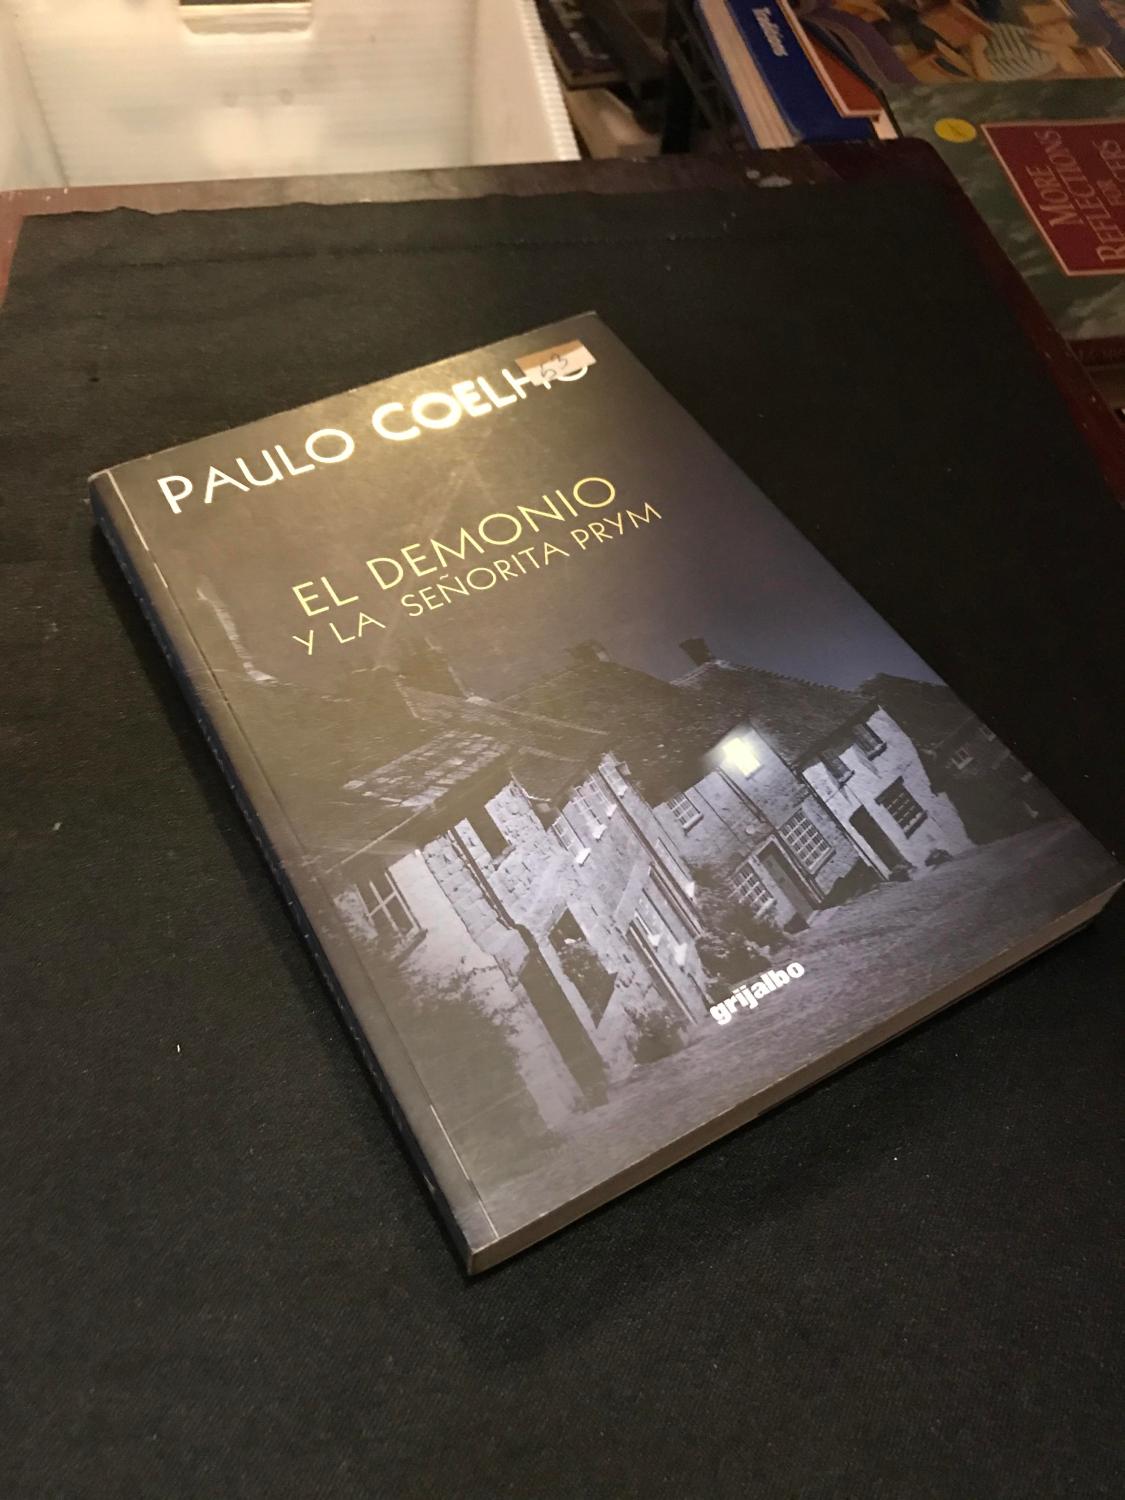 PAULO COELHO
63
EL DEMONIO
Y LA SEÑORITA PRYM
grijalbo
MORE
REFLECTIONS